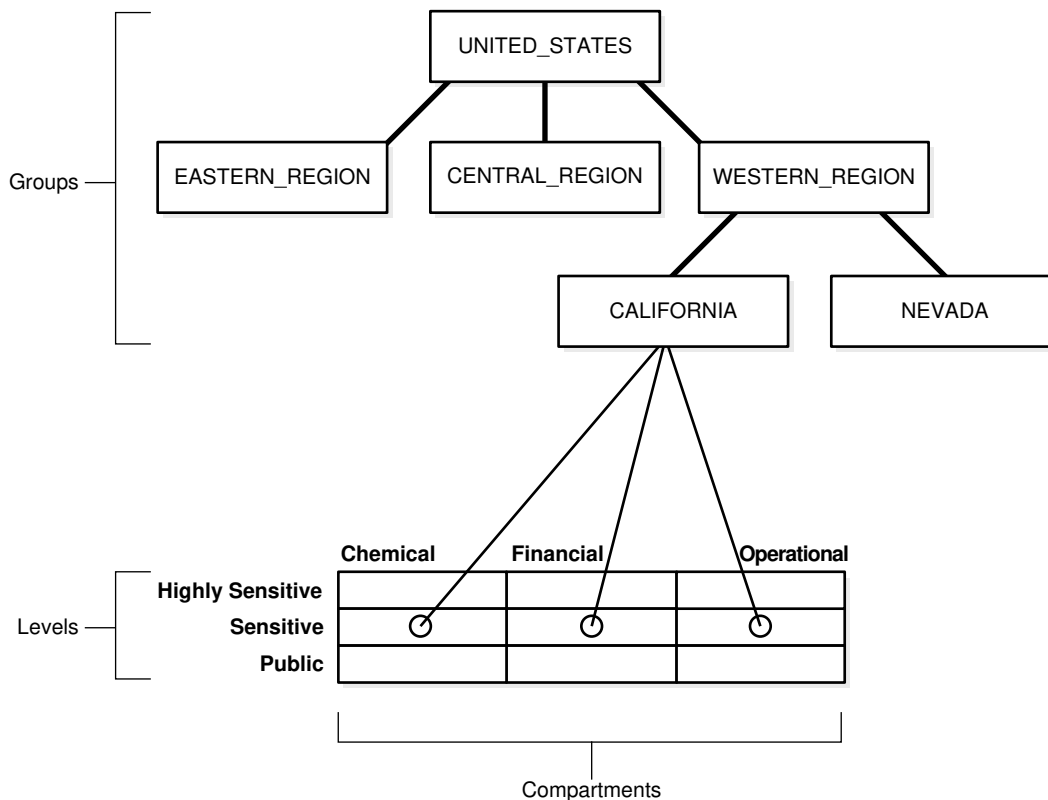 UNITED_STATES
Groups
EASTERN_REGION
CENTRAL_REGION
WESTERN_REGION
CALIFORNIA
NEVADA
Chemical
Financial
Operational
Levels
Highly Sensitive
Sensitive
Public
Compartments